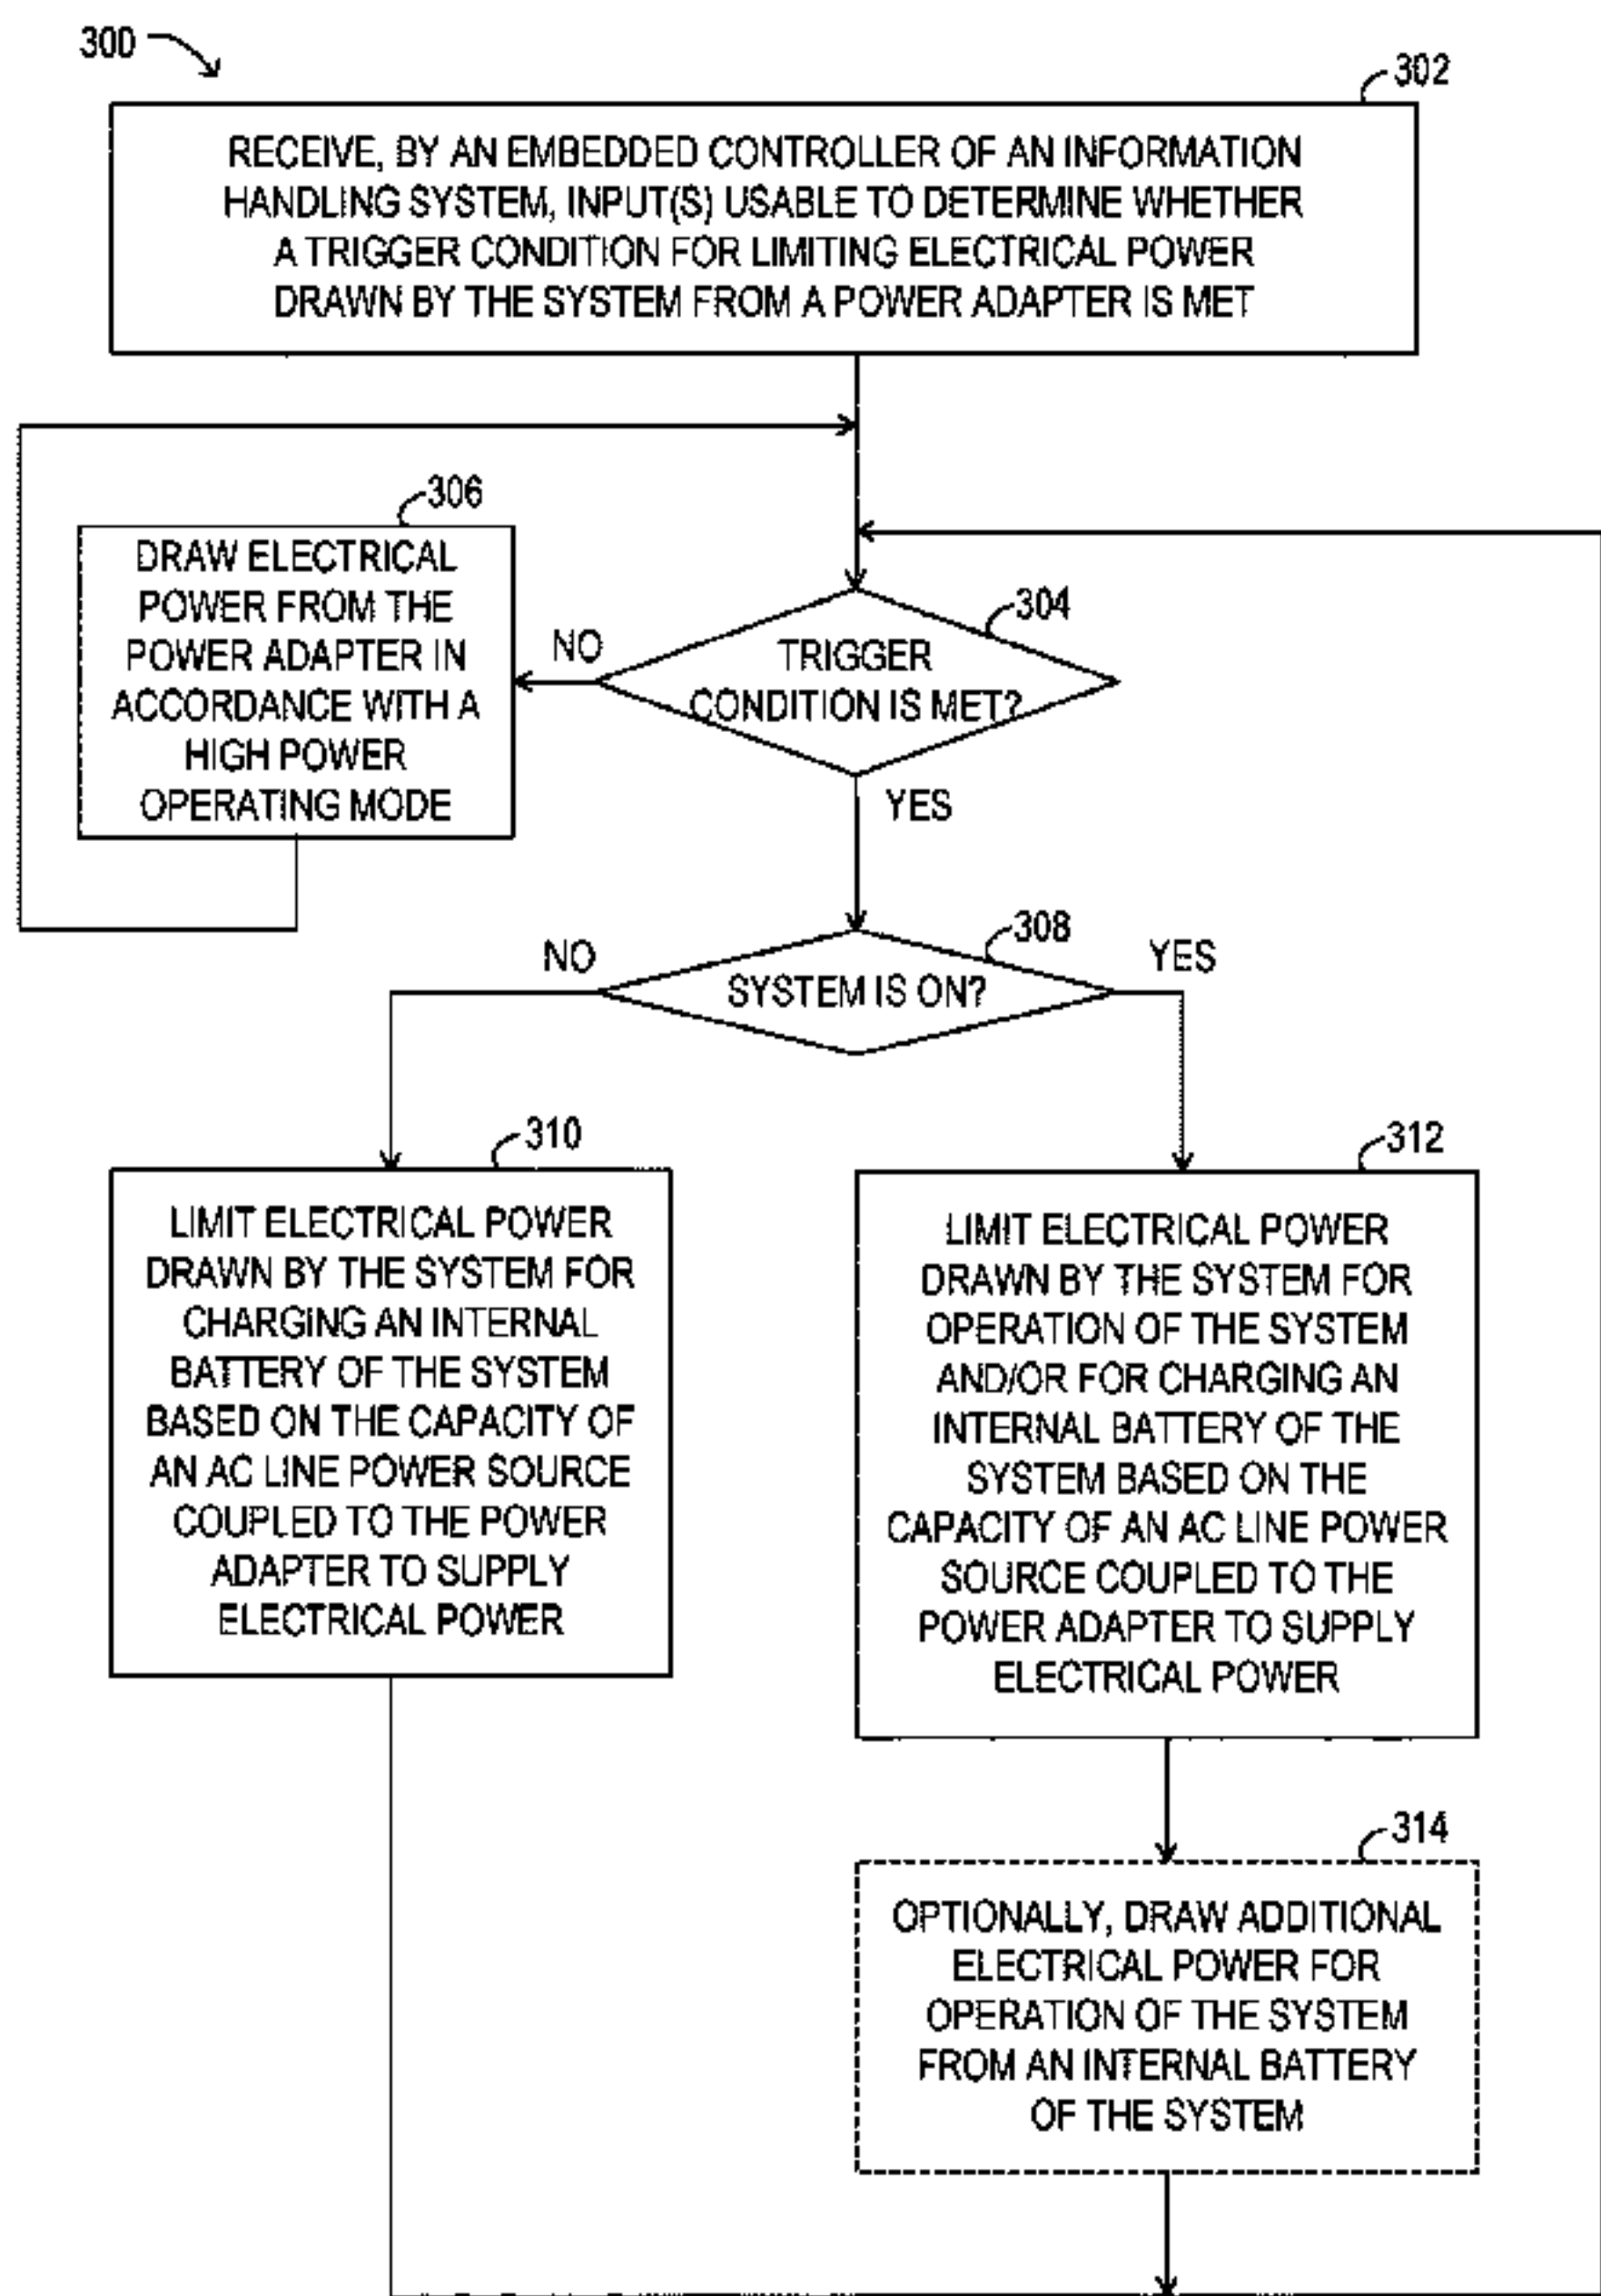 300
302
RECEIVE, BY AN EMBEDDED CONTROLLER OF AN INFORMATION
HANDLING SYSTEM, INPUT(S) USABLE TO DETERMINE WHETHER
A TRIGGER CONDITION FOR LIMITING ELECTRICAL POWER
DRAWN BY THE SYSTEM FROM A POWER ADAPTER IS MET
306
DRAW ELECTRICAL
POWER FROM THE
POWER ADAPTER IN
ACCORDANCE WITH A
HIGH POWER
OPERATING MODE
NO
304
TRIGGER
CONDITION IS MET?
YES
NO
308
YES
SYSTEM IS ON?
310
LIMIT ELECTRICAL POWER
DRAWN BY THE SYSTEM FOR
CHARGING AN INTERNAL
BATTERY OF THE SYSTEM
BASED ON THE CAPACITY OF
AN AC LINE POWER SOURCE
COUPLED TO THE POWER
ADAPTER TO SUPPLY
ELECTRICAL POWER
312
LIMIT ELECTRICAL POWER
DRAWN BY THE SYSTEM FOR
OPERATION OF THE SYSTEM
AND/OR FOR CHARGING AN
INTERNAL BATTERY OF THE
SYSTEM BASED ON THE
CAPACITY OF AN AC LINE POWER
SOURCE COUPLED TO THE
POWER ADAPTER TO SUPPLY
ELECTRICAL POWER
314
OPTIONALLY, DRAW ADDITIONAL
ELECTRICAL POWER FOR
OPERATION OF THE SYSTEM
FROM AN INTERNAL BATTERY
OF THE SYSTEM